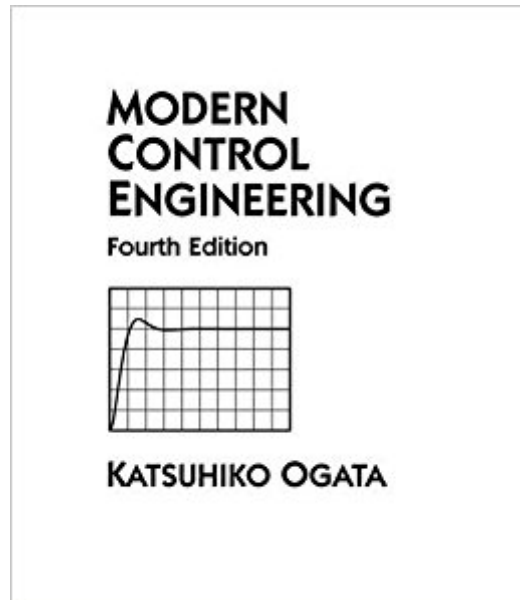 MODERN
CONTROL
ENGINEERING
Fourth Edition
KATSUHIKO OGATA